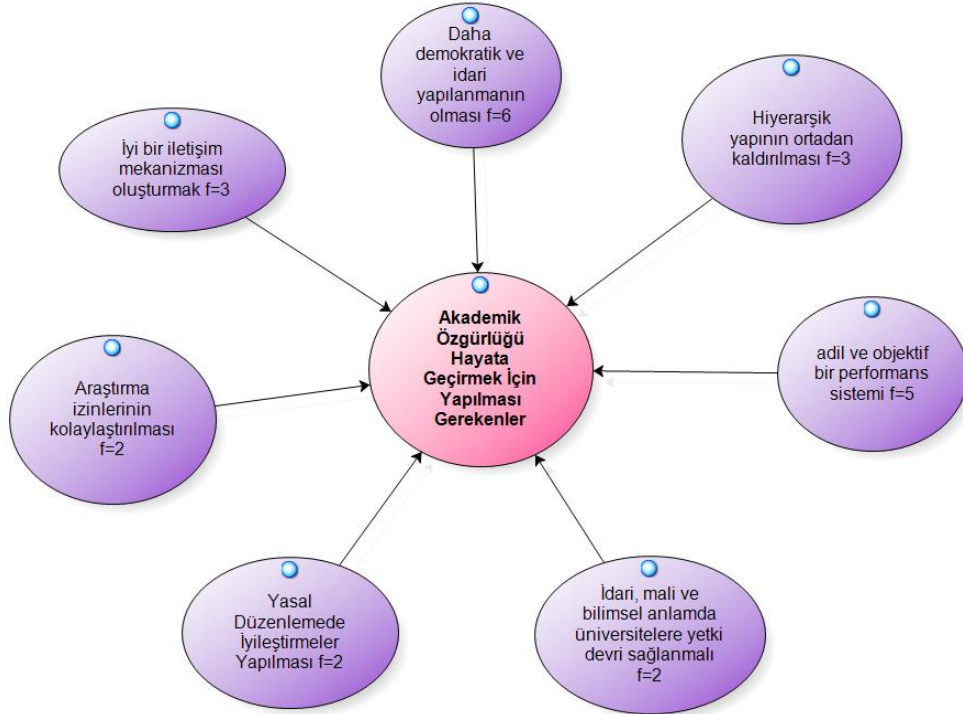 Daha
demokratik ve
idari
yapılanmanın
olması f=6
Hiyerarşik
yapının ortadan
kaldırılması f=3
İyi bir iletişim
mekanizması
oluşturmak f=3
Akademik
Özgürlüğü
Hayata
Geçirmek İçin
Yapılması
Gerekenler
adil ve objektif
bir performans
sistemi f=5
Araştırma
izinlerinin
kolaylaştırılması
f=2
Yasal
Düzenlemede
İyileştirmeler
Yapılması f=2
İdari, mali ve
bilimsel anlamda
üniversitelere yetki
devri sağlanmalı
f=2